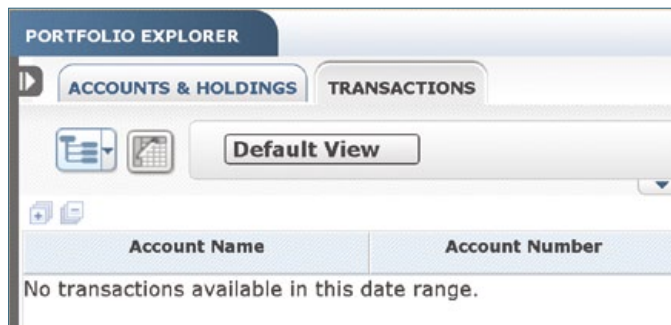 PORTFOLIO EXPLORER
ACCOUNTS & HOLDINGS TRANSACTIONS
Default View
Account Name Account Number
No transactions available in this date range.